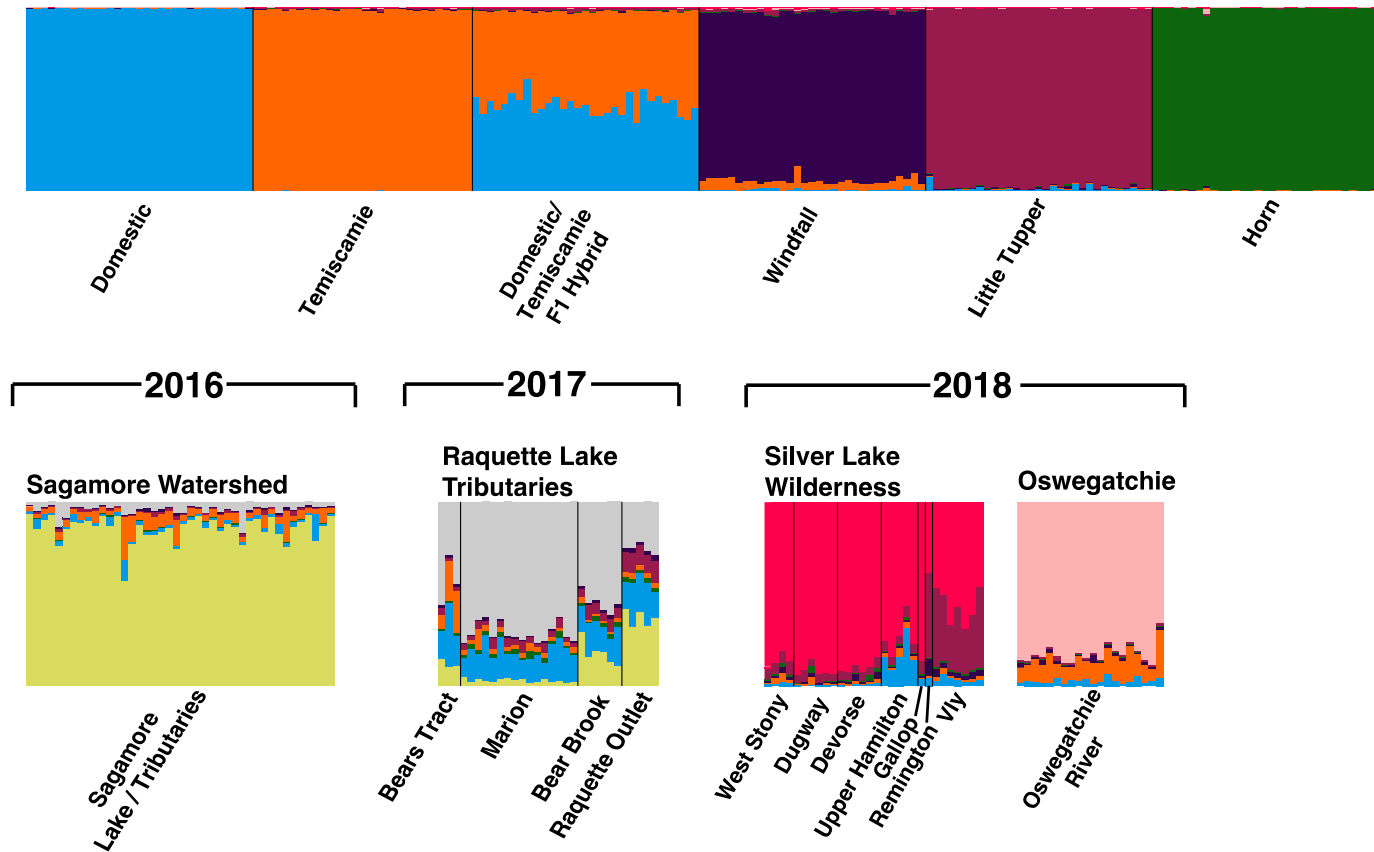 Domestic
Temiscamie
Domestic/
Temiscamie
F1 Hybrid
Windfall
Little Tupper
Horn
2016
2017
2018
Sagamore Watershed
Raquette Lake
Tributaries
Silver Lake
Wilderness
Oswegatchie
Sagamore
Lake / Tributaries
Bears Tract
Marion
Bear Brook
Raquette Outlet
West Stony
Dugway
Devorse
Upper Hamilton
Gallop
Remington
Vly
Oswegatchie
River